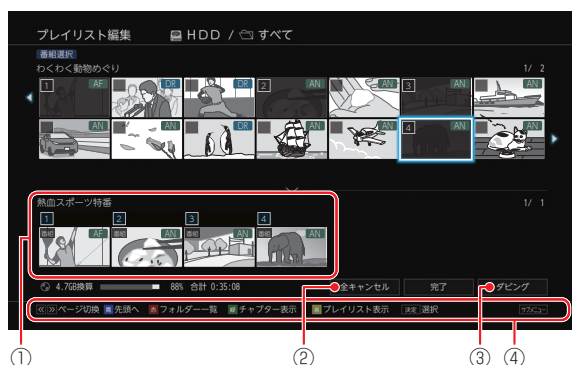 プレイリスト編集 HDD / すべて
番組選択
わくわく動物めぐり 1/ 2
1 AF DR DR 2 AN AN 3 AN AN
AN AN DR AN AN 4 AN AN
熱血スポーツ特番 1/ 1
1 2 3 4
番組 AF 番組 AN 番組 AN 番組 AN
4.7GB換算 88% 合計 0:35:08 全キャンセル 完了 ダビング
ページ切換 青 先頭へ 赤 フォルダー一覧 緑 チャプター表示 黄 プレイリスト表示 決定 選択 サブメニュー
① ② ③ ④